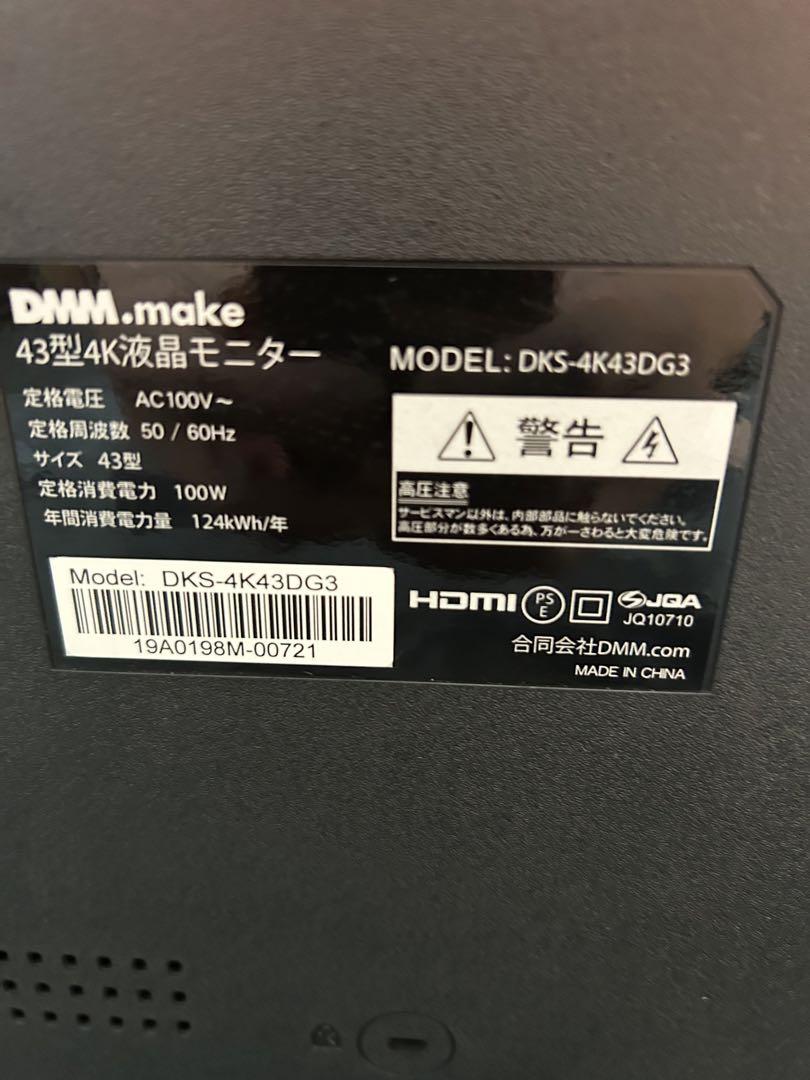 DMM.make
43型4K液晶モニター
MODEL: DKS-4K43DG3
定格電圧 AC100V~
定格周波数 50 / 60Hz
サイズ 43型
定格消費電力 100W
年間消費電力量 124kWh/年
警告
高圧注意
サービスマン以外は、内部部品に触らないでください。
高圧部分が数多くある為、万が一さわると大変危険です。
Model: DKS-4K43DG3
19A0198M-00721
HDMI PSE JQA
JQ10710
合同会社DMM.com
MADE IN CHINA